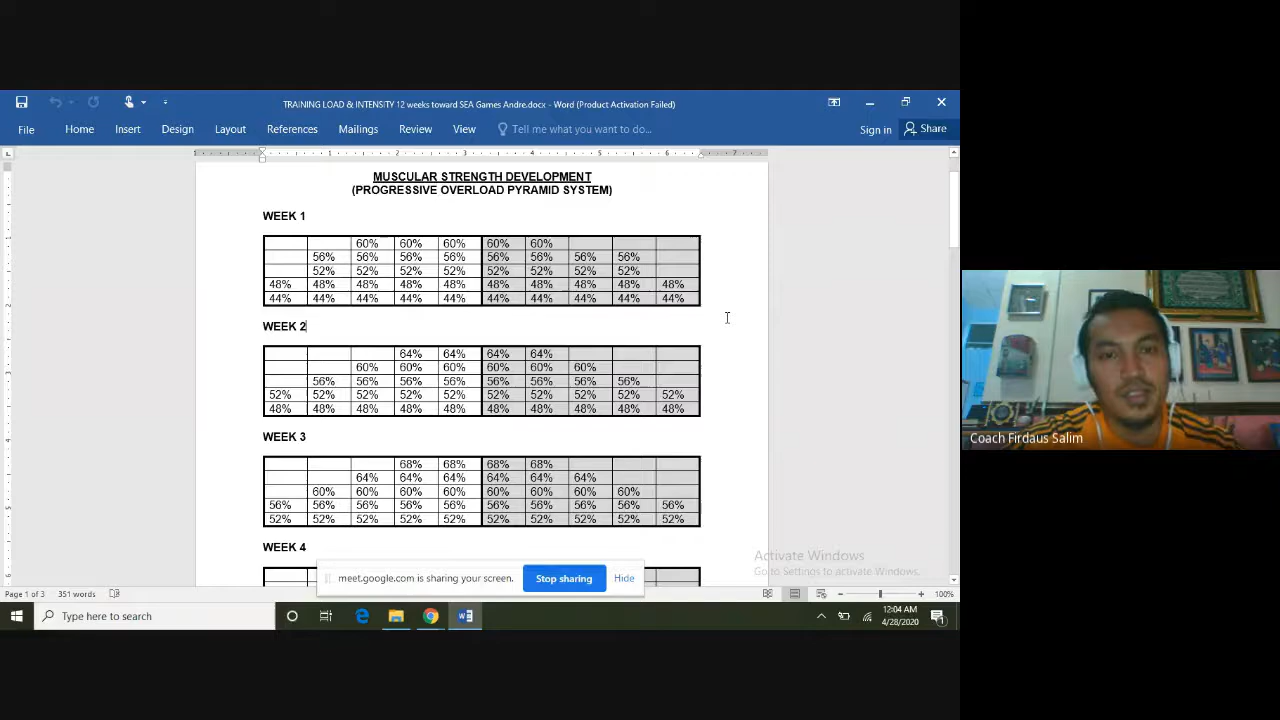 TRAINING LOAD & INTENSITY 12 weeks toward SEA Games Andre.docx - Word (Product Activation Failed)
File Home Insert Design Layout References Mailings Review View Tell me what you want to do... Sign in Share
1 1 2 3 4 5 6 7
MUSCULAR STRENGTH DEVELOPMENT
(PROGRESSIVE OVERLOAD PYRAMID SYSTEM)
WEEK 1
60% 60% 60% 60% 60%
56% 56% 56% 56% 56% 56% 56% 56%
52% 52% 52% 52% 52% 52% 52% 52%
48% 48% 48% 48% 48% 48% 48% 48% 48% 48%
44% 44% 44% 44% 44% 44% 44% 44% 44% 44%
WEEK 2
64% 64% 64% 64%
60% 60% 60% 60% 60% 60%
56% 56% 56% 56% 56% 56% 56% 56%
52% 52% 52% 52% 52% 52% 52% 52% 52% 52%
48% 48% 48% 48% 48% 48% 48% 48% 48% 48%
WEEK 3
68% 68% 68% 68%
64% 64% 64% 64% 64% 64%
60% 60% 60% 60% 60% 60% 60% 60%
56% 56% 56% 56% 56% 56% 56% 56% 56% 56%
52% 52% 52% 52% 52% 52% 52% 52% 52% 52%
WEEK 4
Coach Firdaus Salim
Activate Windows
Go to Settings to activate Windows.
meet.google.com is sharing your screen. Stop sharing Hide
Page 1 of 3 351 words 100%
Type here to search
12:04 AM
4/28/2020
1